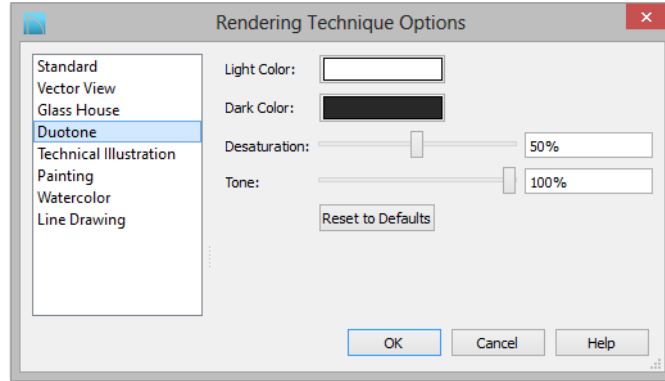 Rendering Technique Options
Standard
Vector View
Glass House
Duotone
Technical Illustration
Painting
Watercolor
Line Drawing
Light Color:
Dark Color:
Desaturation: 50%
Tone: 100%
Reset to Defaults
OK Cancel Help